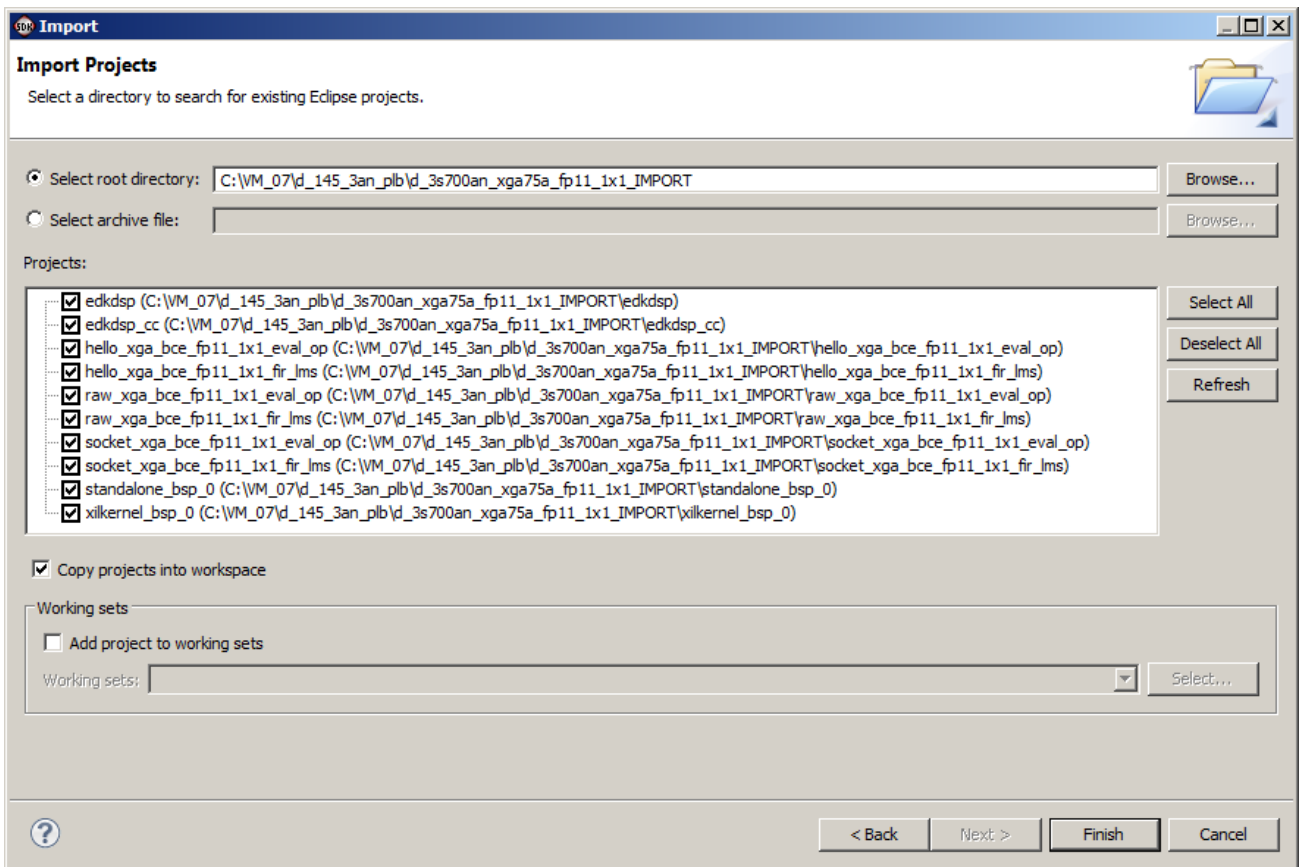 SDK Import
Import Projects
Select a directory to search for existing Eclipse projects.
Select root directory: C:\VM_07\d_145_3an_plb\d_3s700an_xga75a_fp11_1x1_IMPORT Browse...
Select archive file: Browse...
Projects:
edkdsp (C:\VM_07\d_145_3an_plb\d_3s700an_xga75a_fp11_1x1_IMPORT\edkdsp)
edkdsp_cc (C:\VM_07\d_145_3an_plb\d_3s700an_xga75a_fp11_1x1_IMPORT\edkdsp_cc)
hello_xga_bce_fp11_1x1_eval_op (C:\VM_07\d_145_3an_plb\d_3s700an_xga75a_fp11_1x1_IMPORT\hello_xga_bce_fp11_1x1_eval_op)
hello_xga_bce_fp11_1x1_fir_lms (C:\VM_07\d_145_3an_plb\d_3s700an_xga75a_fp11_1x1_IMPORT\hello_xga_bce_fp11_1x1_fir_lms)
raw_xga_bce_fp11_1x1_eval_op (C:\VM_07\d_145_3an_plb\d_3s700an_xga75a_fp11_1x1_IMPORT\raw_xga_bce_fp11_1x1_eval_op)
raw_xga_bce_fp11_1x1_fir_lms (C:\VM_07\d_145_3an_plb\d_3s700an_xga75a_fp11_1x1_IMPORT\raw_xga_bce_fp11_1x1_fir_lms)
socket_xga_bce_fp11_1x1_eval_op (C:\VM_07\d_145_3an_plb\d_3s700an_xga75a_fp11_1x1_IMPORT\socket_xga_bce_fp11_1x1_eval_op)
socket_xga_bce_fp11_1x1_fir_lms (C:\VM_07\d_145_3an_plb\d_3s700an_xga75a_fp11_1x1_IMPORT\socket_xga_bce_fp11_1x1_fir_lms)
standalone_bsp_0 (C:\VM_07\d_145_3an_plb\d_3s700an_xga75a_fp11_1x1_IMPORT\standalone_bsp_0)
xilkernel_bsp_0 (C:\VM_07\d_145_3an_plb\d_3s700an_xga75a_fp11_1x1_IMPORT\xilkernel_bsp_0)
Select All
Deselect All
Refresh
Copy projects into workspace
Working sets
Add project to working sets
Working sets: Select...
? < Back Next > Finish Cancel